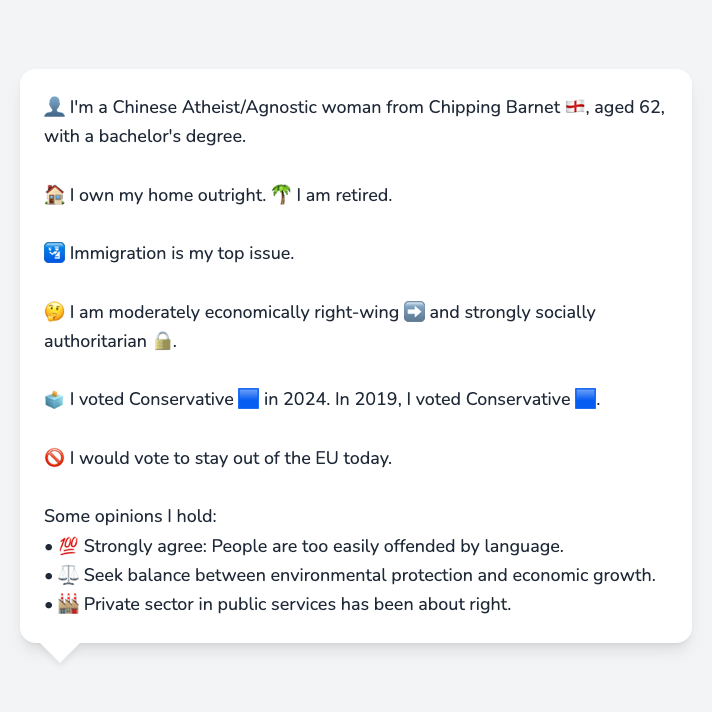 👤 I'm a Chinese Atheist/Agnostic woman from Chipping Barnet 🏴󠁧󠁢󠁥󠁮󠁧󠁿, aged 62,
with a bachelor's degree.
🏠 I own my home outright. 🌴 I am retired.
🛂 Immigration is my top issue.
🤔 I am moderately economically right-wing ➡️ and strongly socially
authoritarian 🔒.
🗳️ I voted Conservative 🟦 in 2024. In 2019, I voted Conservative 🟦.
🚫 I would vote to stay out of the EU today.
Some opinions I hold:
• 💯 Strongly agree: People are too easily offended by language.
• ⚖️ Seek balance between environmental protection and economic growth.
• 🏭 Private sector in public services has been about right.